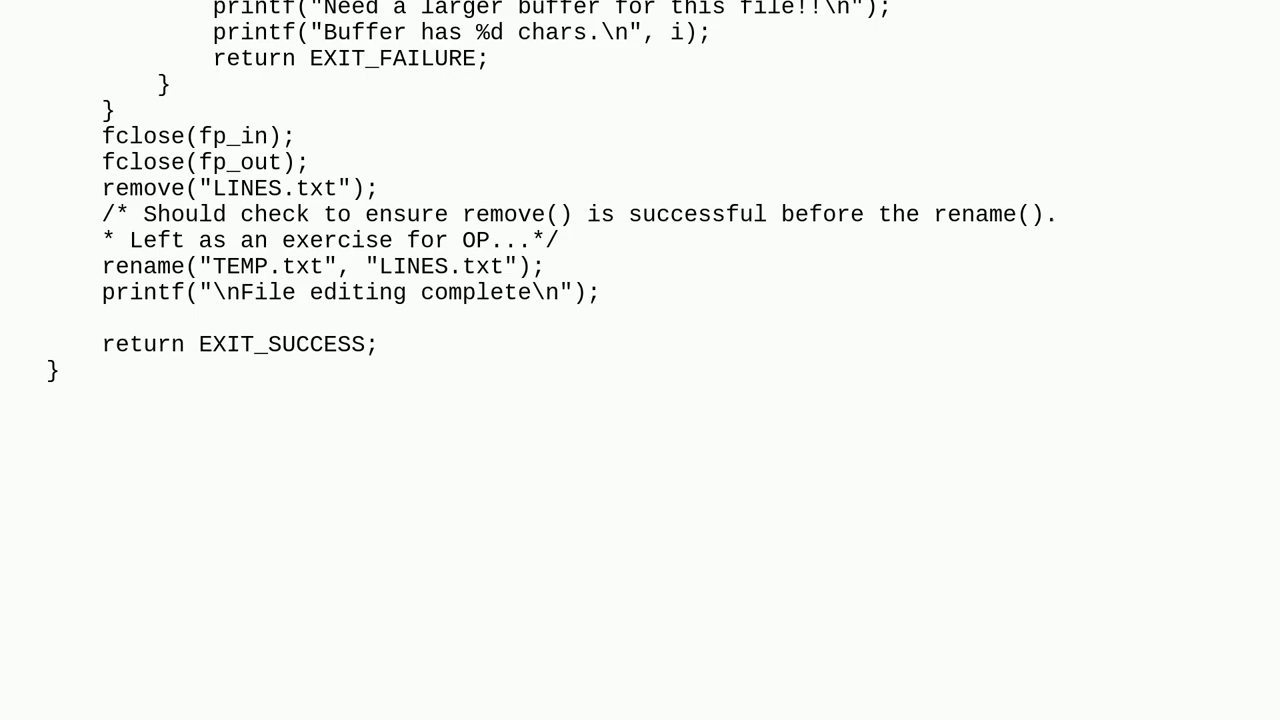 printf("Need a larger buffer for this file!!\n");
printf("Buffer has %d chars.\n", i);
return EXIT_FAILURE;
}
}
fclose(fp_in);
fclose(fp_out);
remove("LINES.txt");
/* Should check to ensure remove() is successful before the rename().
* Left as an exercise for OP...*/
rename("TEMP.txt", "LINES.txt");
printf("\nFile editing complete\n");
return EXIT_SUCCESS;
}